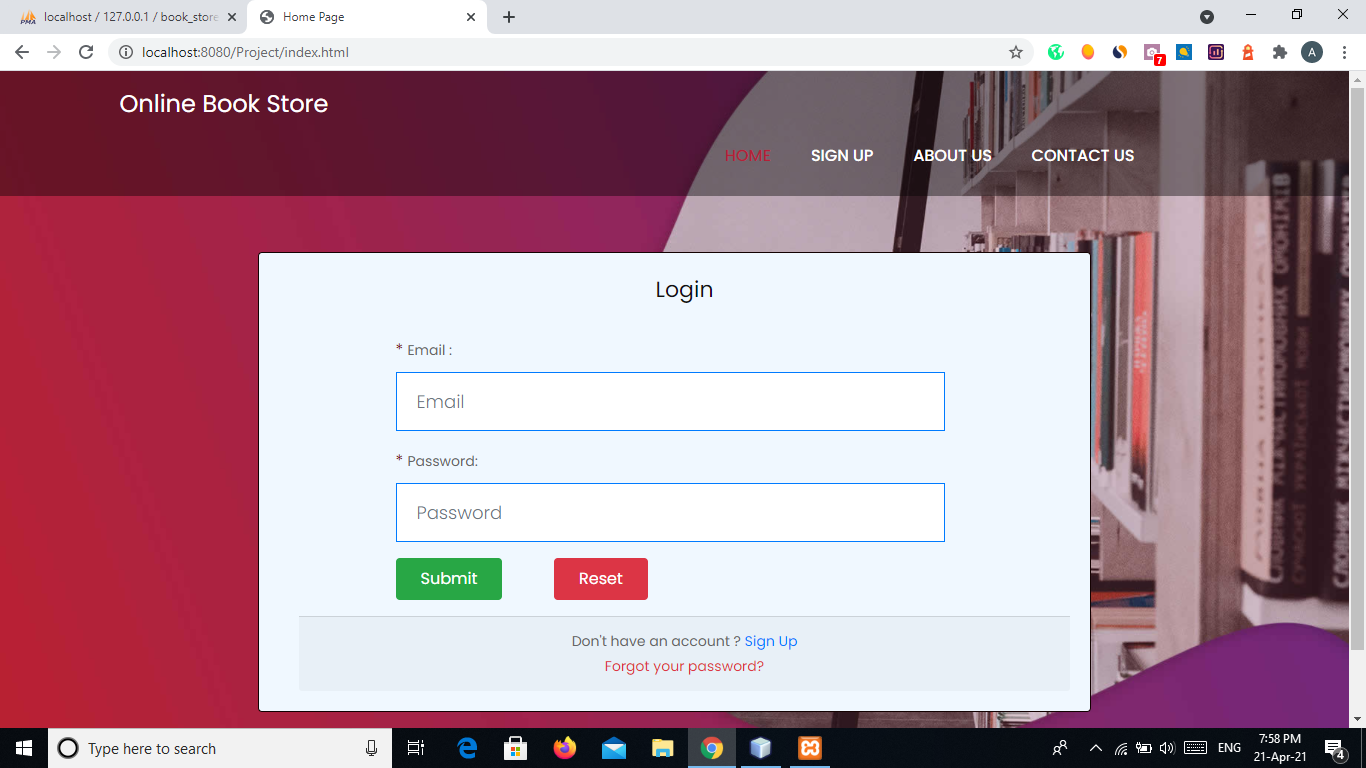 localhost / 127.0.0.1 / book_store
Home Page
localhost:8080/Project/index.html
7
A
Online Book Store
HOME SIGN UP ABOUT US CONTACT US
Login
* Email :
Email
* Password:
Password
Submit Reset
Don't have an account ? Sign Up
Forgot your password?
Type here to search
ENG
7:58 PM
21-Apr-21
4